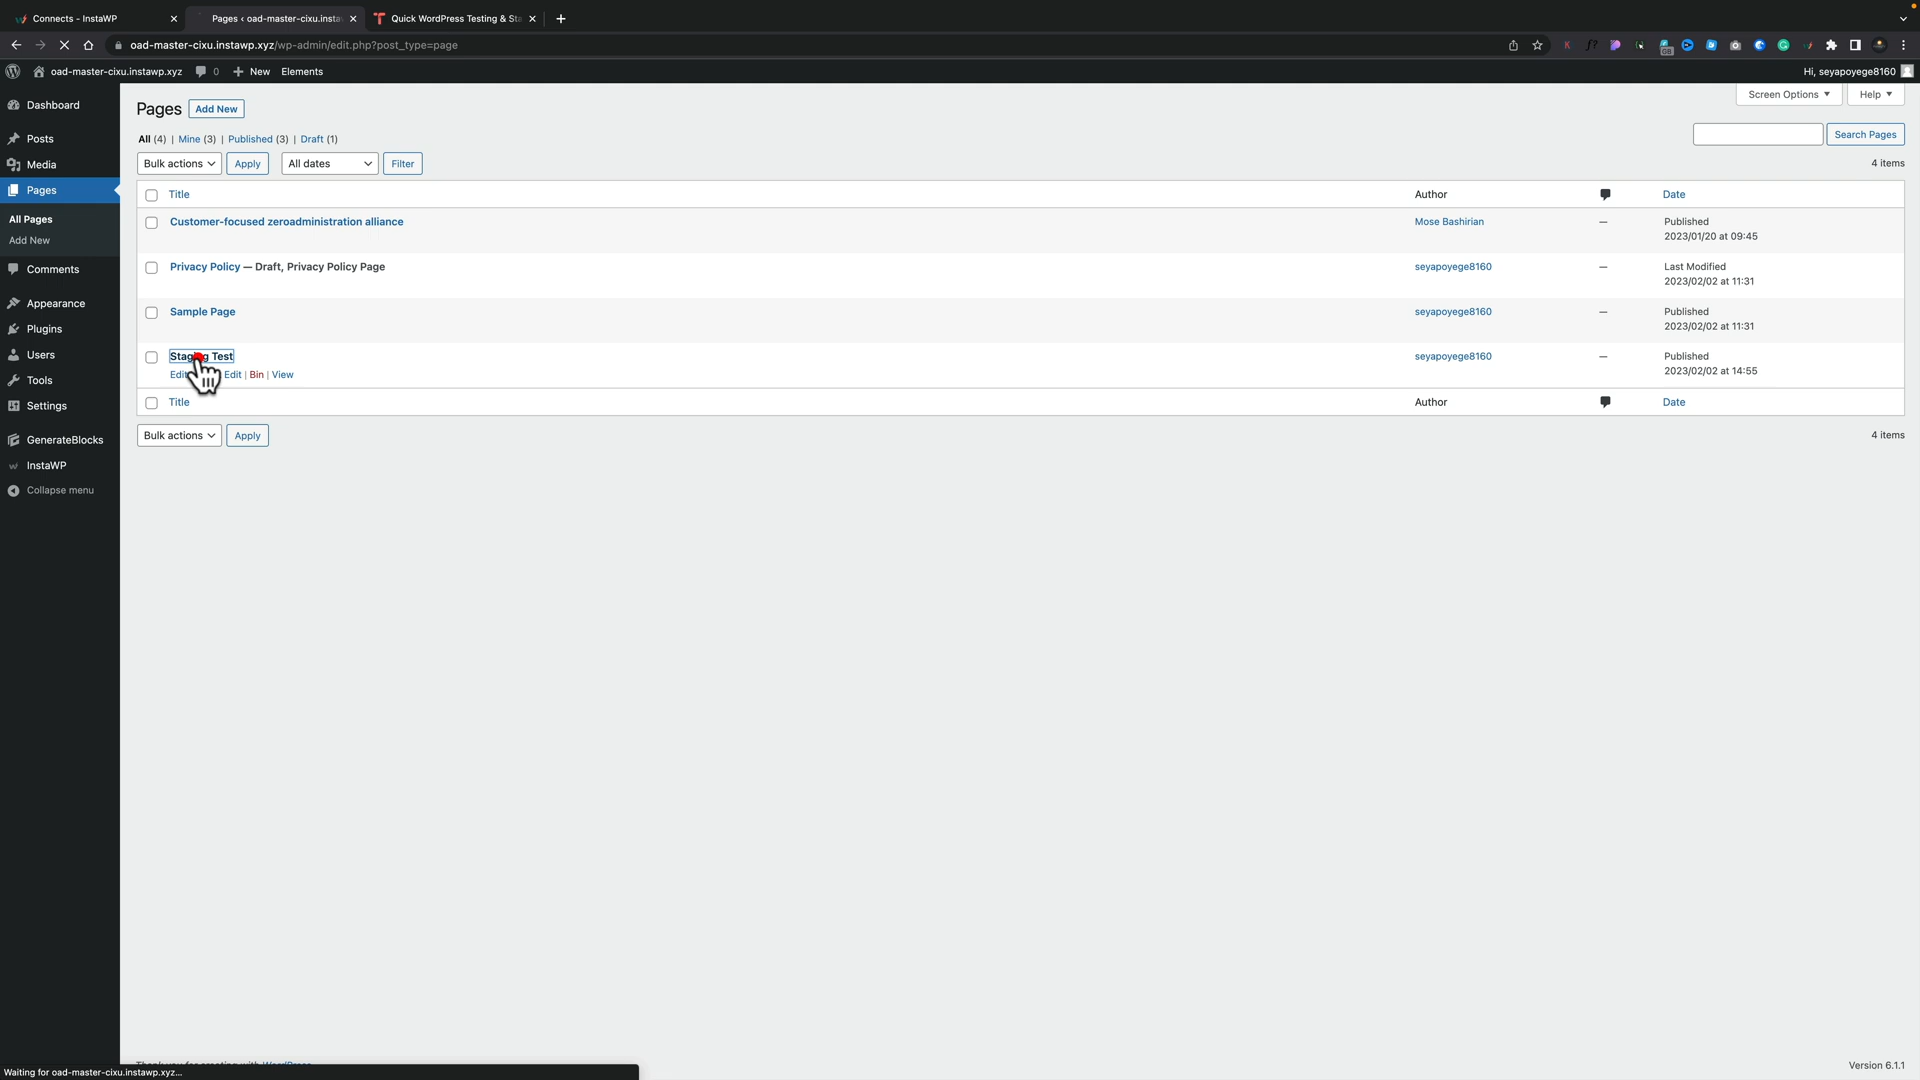 Connects - InstaWP
Pages ‹ oad-master-cixu.insta
Quick WordPress Testing & Sta
oad-master-cixu.instawp.xyz/wp-admin/edit.php?post_type=page
oad-master-cixu.instawp.xyz
0
New
Elements
Hi, seyapoyege8160
Dashboard
Posts
Media
Pages
All Pages
Add New
Comments
Appearance
Plugins
Users
Tools
Settings
GenerateBlocks
InstaWP
Collapse menu
Pages
Add New
Screen Options
Help
All (4) | Mine (3) | Published (3) | Draft (1)
Search Pages
Bulk actions
Apply
All dates
Filter
4 items
Title
Author
Date
Customer-focused zeroadministration alliance
Mose Bashirian
—
Published
2023/01/20 at 09:45
Privacy Policy — Draft, Privacy Policy Page
seyapoyege8160
—
Last Modified
2023/02/02 at 11:31
Sample Page
seyapoyege8160
—
Published
2023/02/02 at 11:31
Staging Test
Edit
Edit | Bin | View
seyapoyege8160
—
Published
2023/02/02 at 14:55
Title
Author
Date
Bulk actions
Apply
4 items
Thank you for creating with WordPress
Waiting for oad-master-cixu.instawp.xyz...
Version 6.1.1